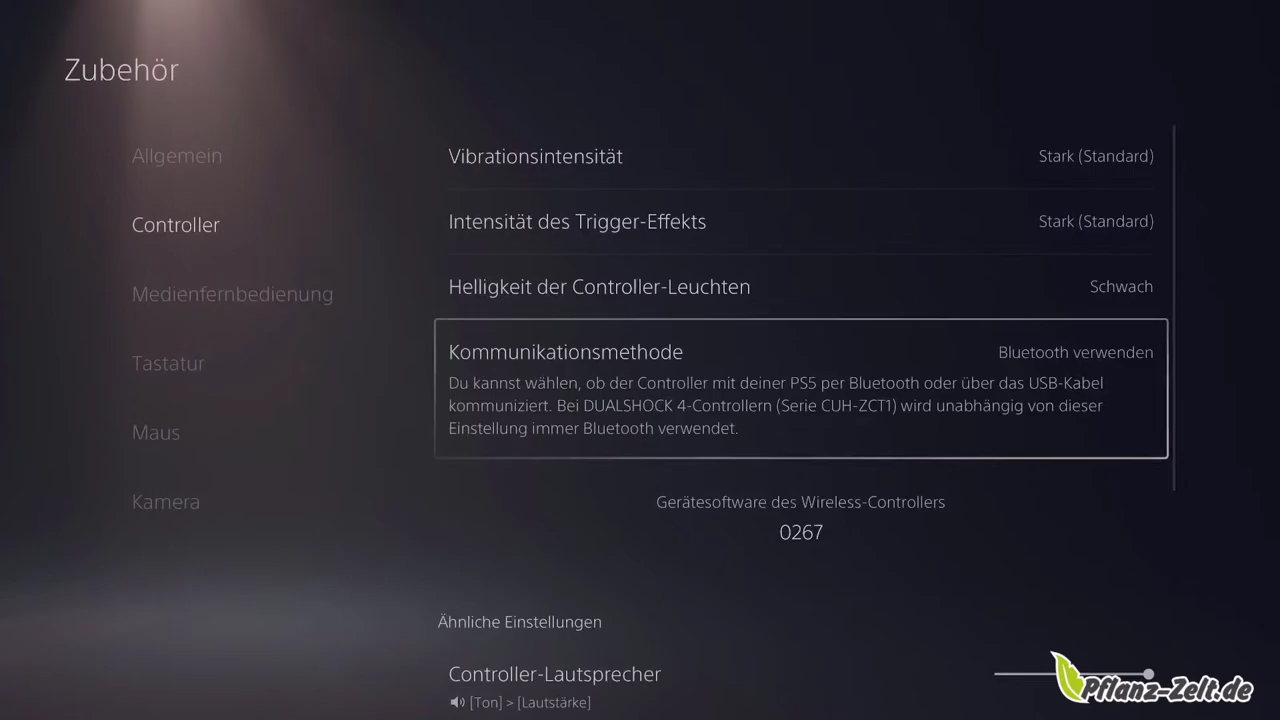 Zubehör
Allgemein
Controller
Medienfernbedienung
Tastatur
Maus
Kamera
Vibrationsintensität Stark (Standard)
Intensität des Trigger-Effekts Stark (Standard)
Helligkeit der Controller-Leuchten Schwach
Kommunikationsmethode Bluetooth verwenden
Du kannst wählen, ob der Controller mit deiner PS5 per Bluetooth oder über das USB-Kabel
kommuniziert. Bei DUALSHOCK 4-Controllern (Serie CUH-ZCT1) wird unabhängig von dieser
Einstellung immer Bluetooth verwendet.
Gerätesoftware des Wireless-Controllers
0267
Ähnliche Einstellungen
Controller-Lautsprecher
[Ton] > [Lautstärke]
Pflanz-Zelt.de